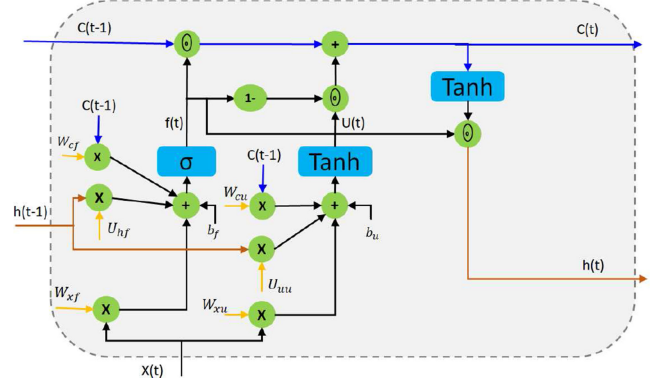 C(t-1)
C(t)
+
Tanh
1-
C(t-1)
f(t)
U(t)
W_cf
X
σ
C(t-1)
Tanh
h(t-1)
X
U_hf
+
b_f
W_cu
X
+
b_u
X
U_uu
h(t)
W_xf
X
W_xu
X
X(t)